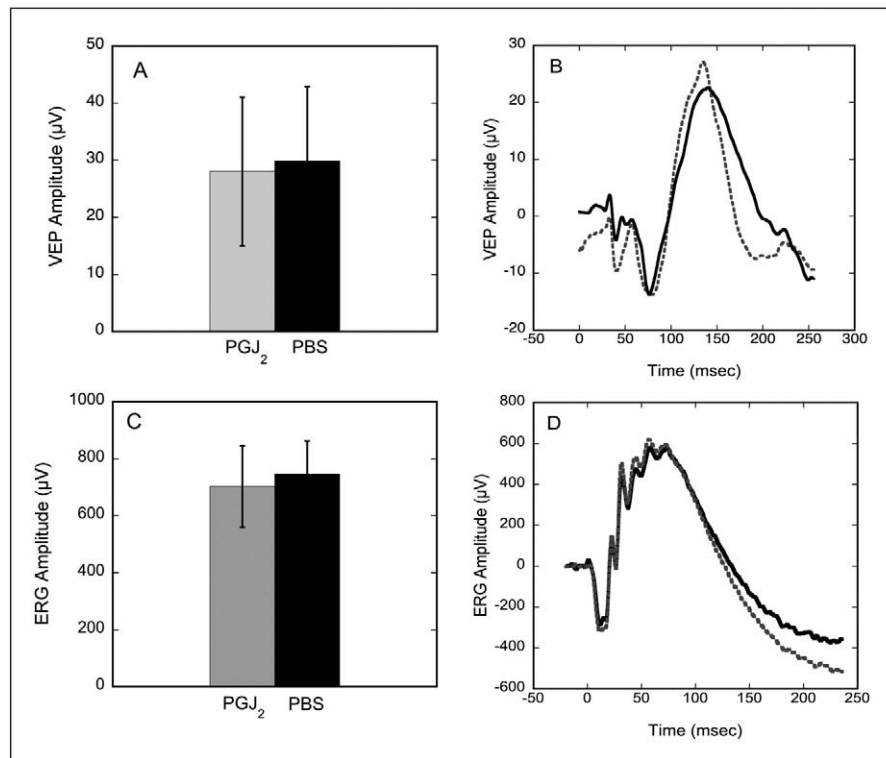 A
50
40
30
20
10
0
VEP Amplitude (µV)
PGJ₂ PBS
B
30
20
10
0
-10
-20
VEP Amplitude (µV)
-50 0 50 100 150 200 250 300
Time (msec)
C
1000
800
600
400
200
0
ERG Amplitude (µV)
PGJ₂ PBS
D
800
600
400
200
0
-200
-400
-600
ERG Amplitude (µV)
-50 0 50 100 150 200 250
Time (msec)